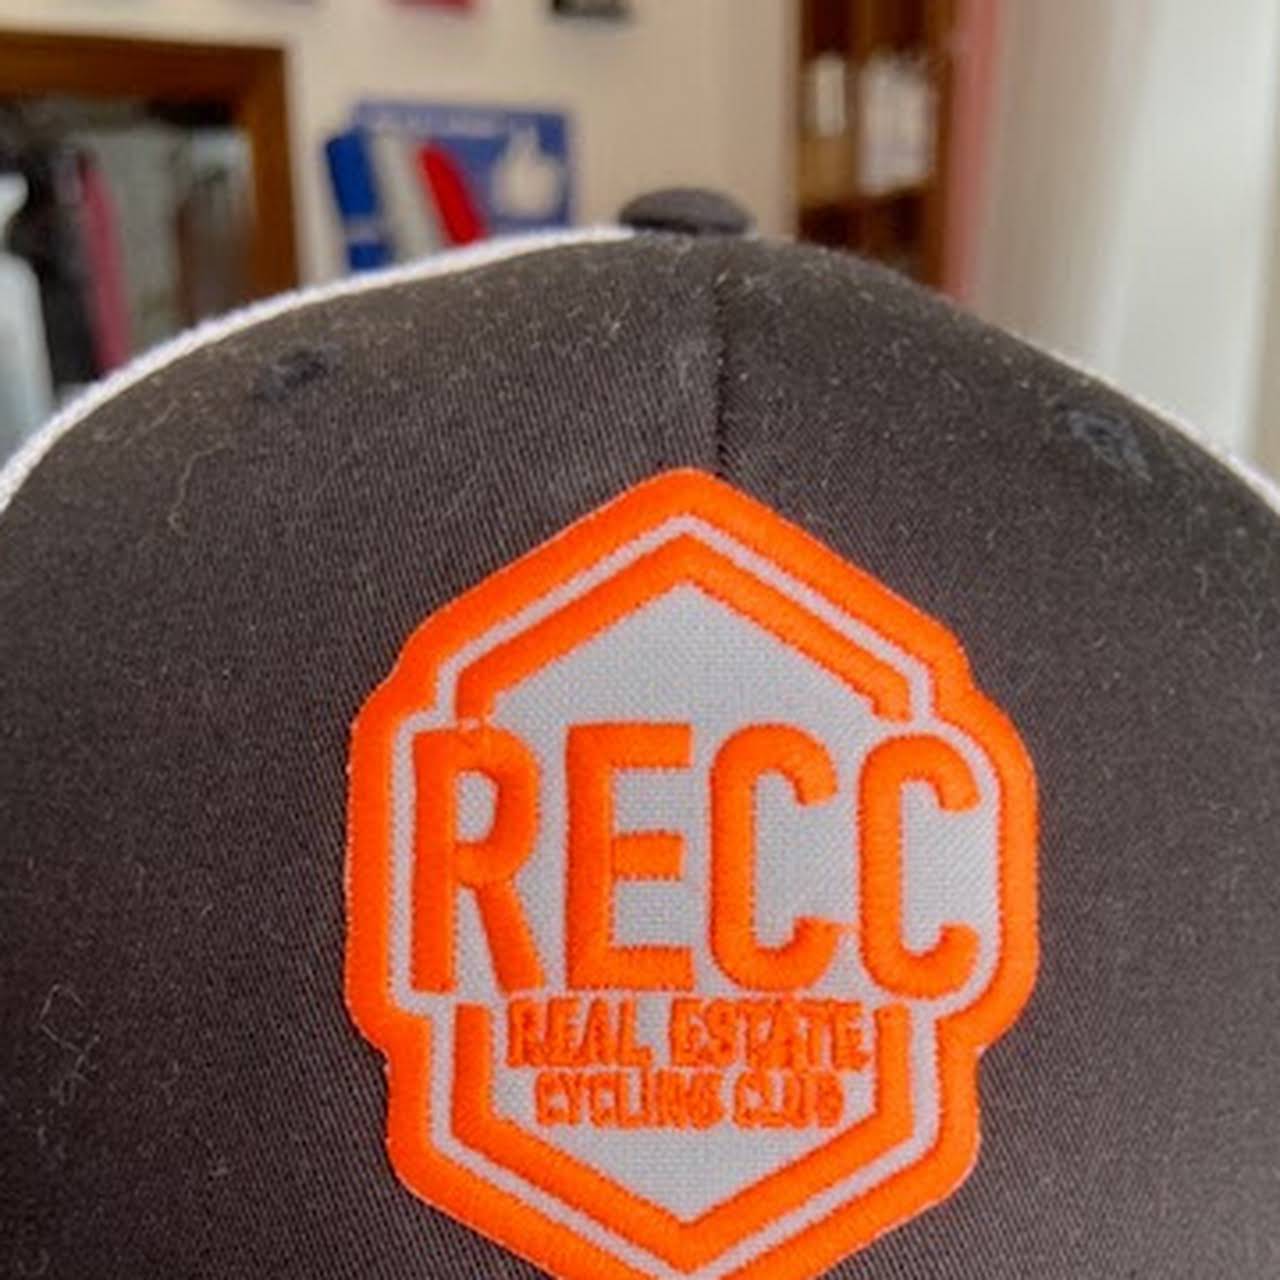 RECC
REAL ESTATE
CYCLING CLUB